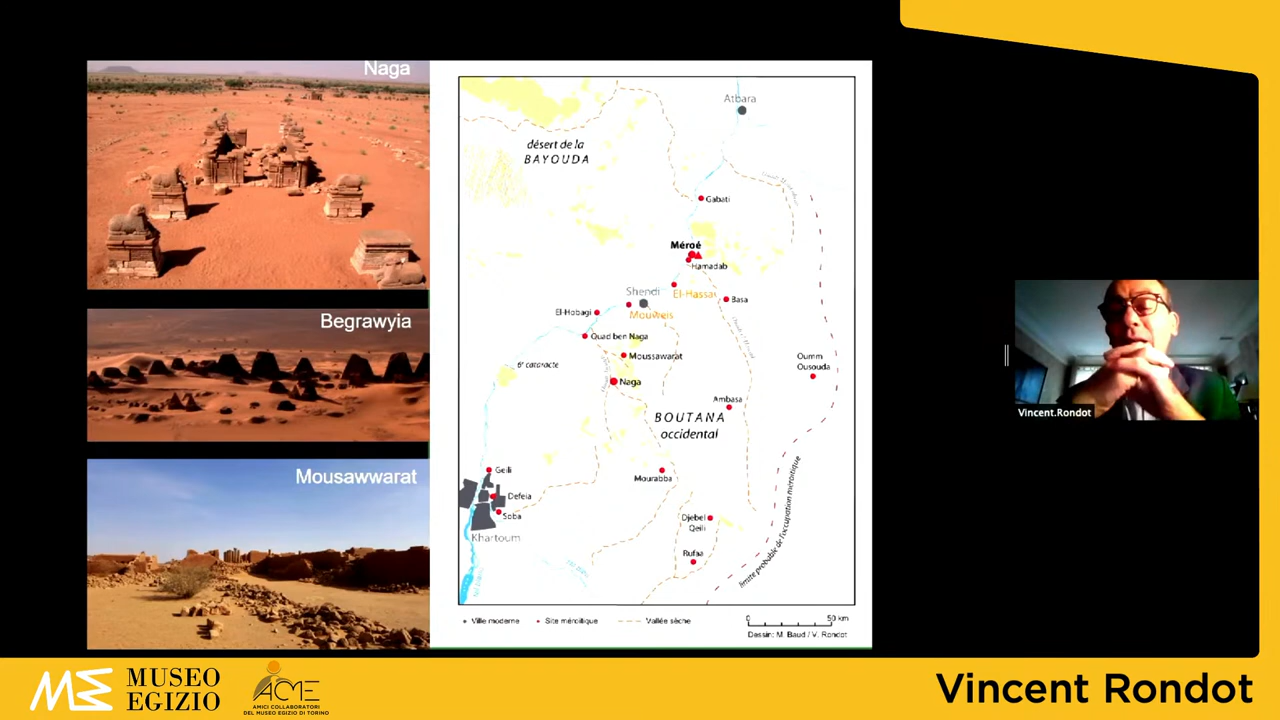 Naga
Begrawyia
Mousawwarat
Atbara
désert de la
BAYOUDA
Gabati
Méroé
Hamadab
El-Hassa
Shendi
Mouweis
Basa
El-Hobagi
Ouad ben Naga
Moussawarat
6e cataracte
Naga
Oumm
Ousouda
Ambasa
BOUTANA
occidental
Mourabba
Geili
Defeia
Soba
Khartoum
Djebel
Qeili
Rufaa
limite probable de l'occupation méroïtique
Ville moderne
Site méroïtique
Vallée sèche
0 50 km
Dessin: M. Baud / V. Rondot
Vincent.Rondot
MUSEO
EGIZIO
ACME
AMICI COLLABORATORI
DEL MUSEO EGIZIO DI TORINO
Vincent Rondot